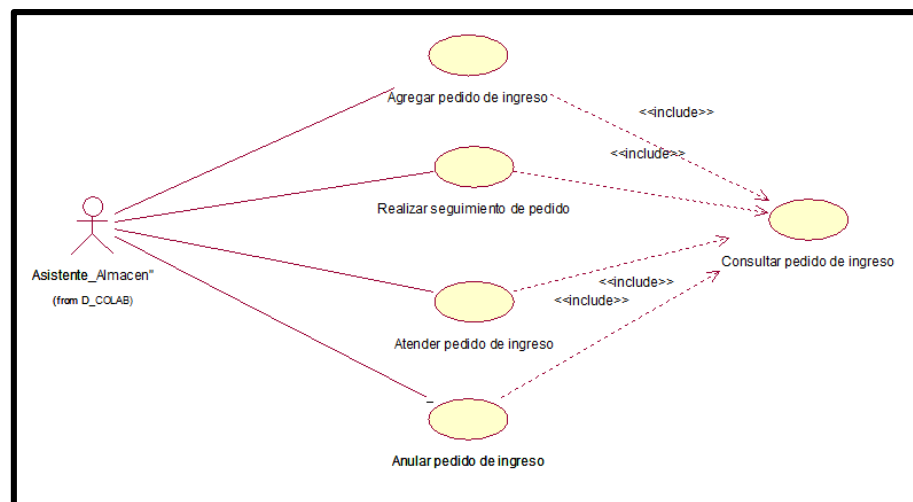 Agregar pedido de ingreso
<<include>>
<<include>>
Realizar seguimiento de pedido
Consultar pedido de ingreso
Asistente_Almacen"
(from D_COLAB)
<<include>>
<<include>>
Atender pedido de ingreso
Anular pedido de ingreso